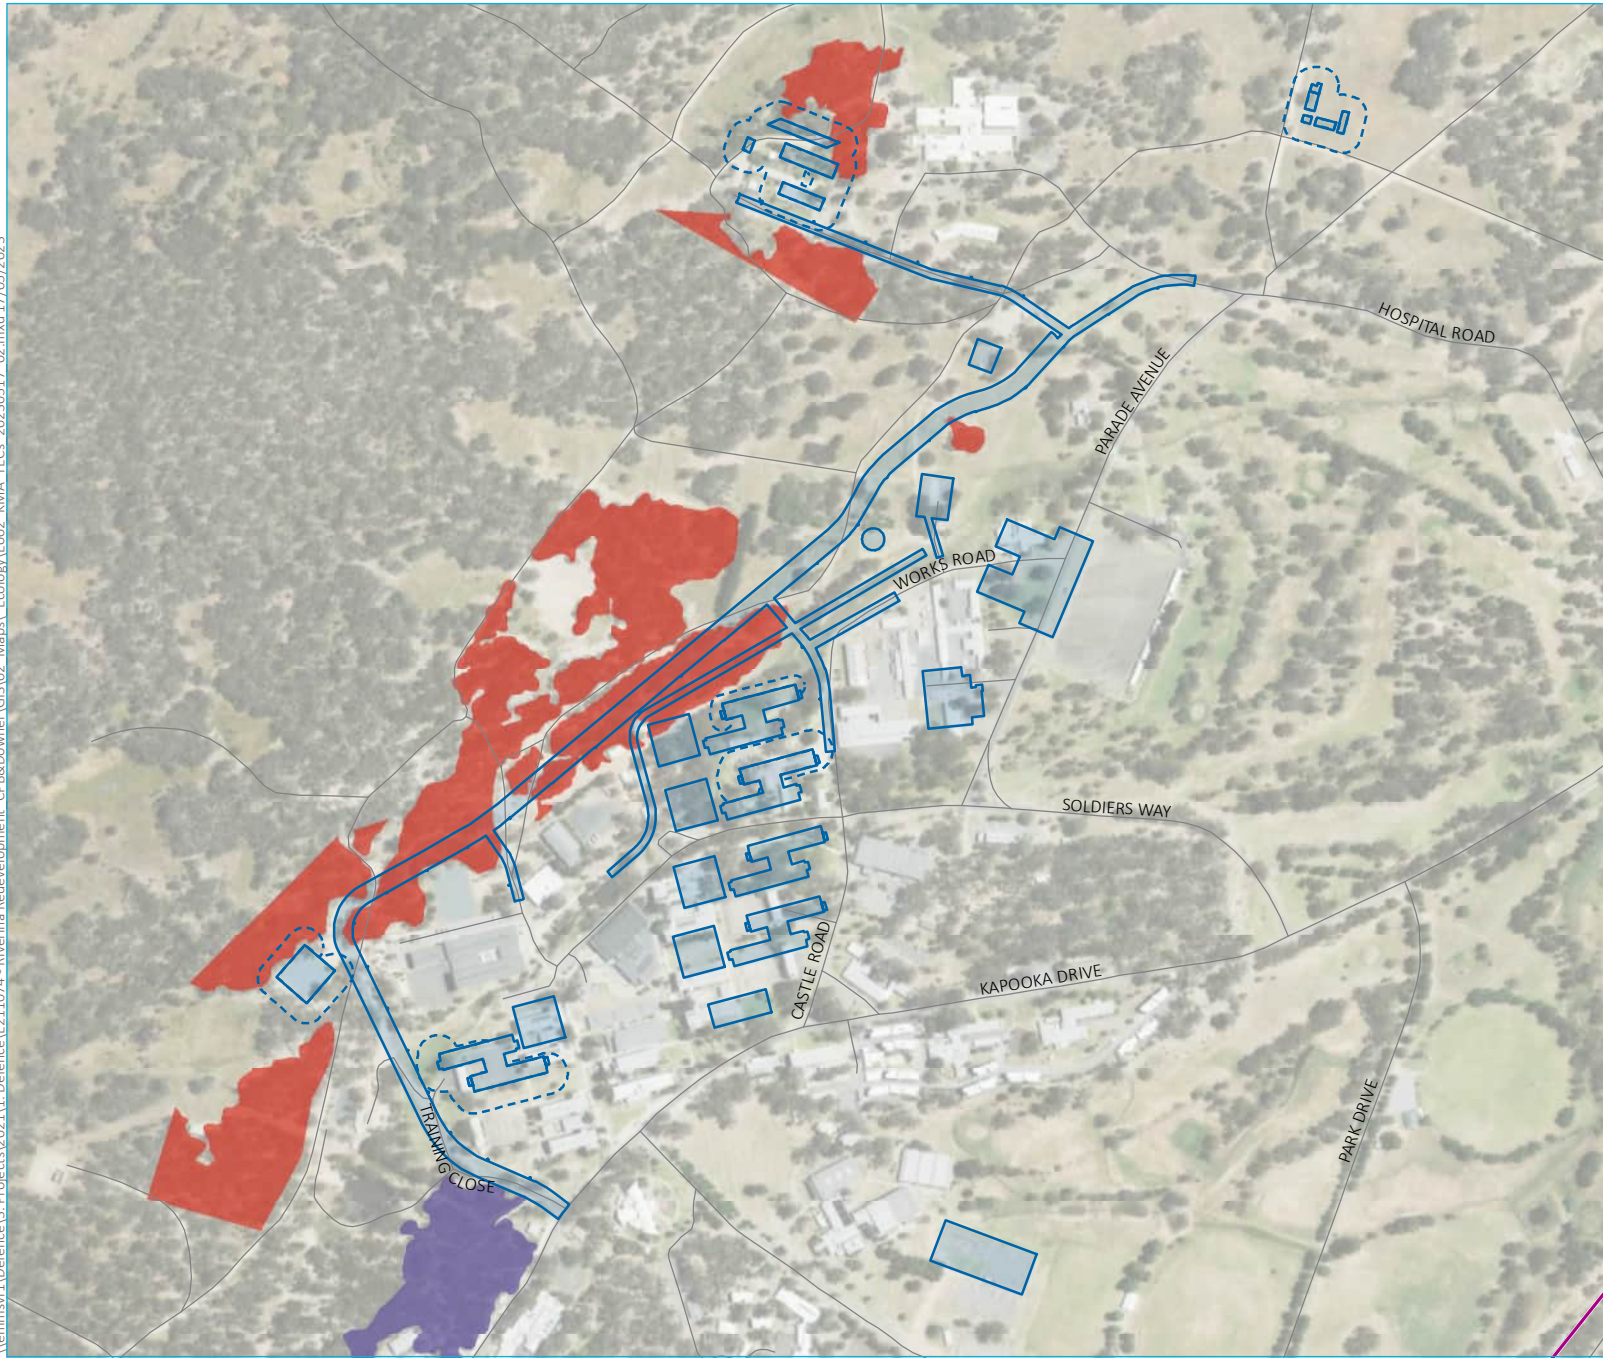 HOSPITAL ROAD
PARADE AVENUE
WORKS ROAD
SOLDIERS WAY
CASTLE ROAD
KAPOOKA DRIVE
PARK DRIVE
TRAINING CLOSE